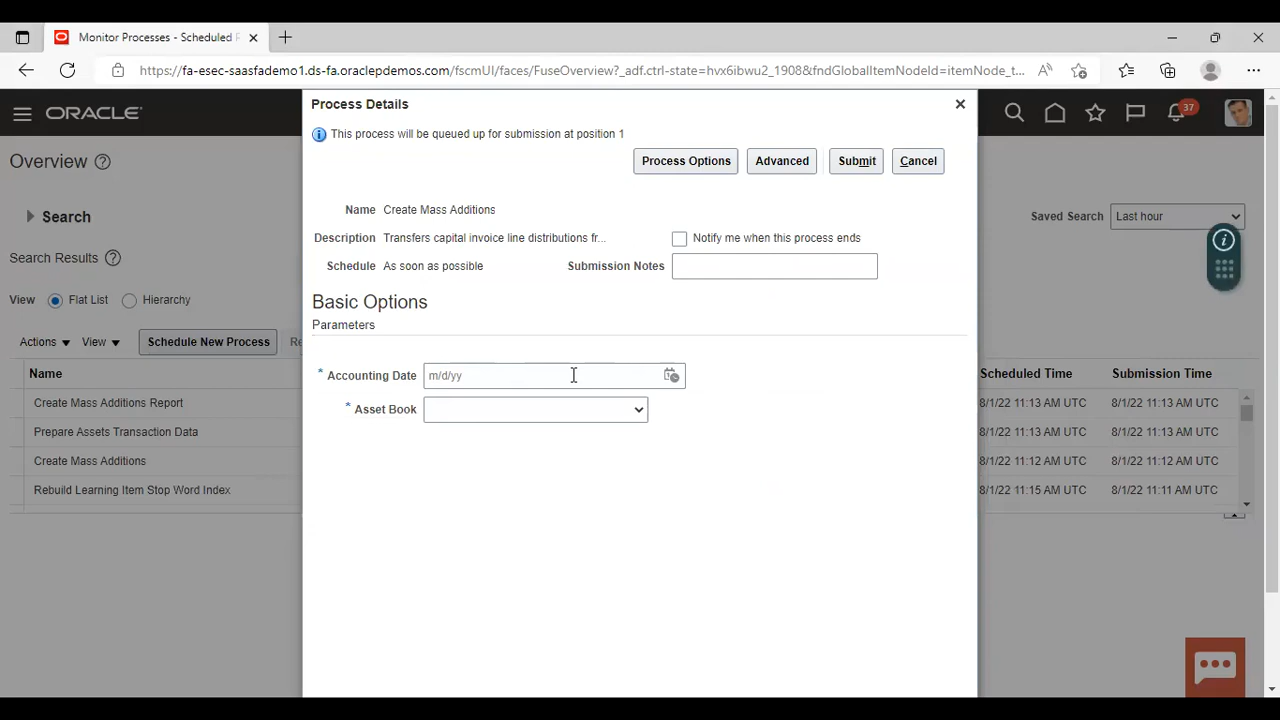 Monitor Processes - Scheduled P
https://fa-esec-saasfademo1.ds-fa.oraclepdemos.com/fscmUI/faces/FuseOverview?_adf.ctrl-state=hvx6ibwu2_1908&fndGlobalItemNodeId=itemNode_t...
ORACLE
37
Overview
Search
Saved Search Last hour
Search Results
View Flat List Hierarchy
Actions View Schedule New Process Re
Name Scheduled Time Submission Time
Create Mass Additions Report 8/1/22 11:13 AM UTC 8/1/22 11:13 AM UTC
Prepare Assets Transaction Data 8/1/22 11:13 AM UTC 8/1/22 11:13 AM UTC
Create Mass Additions 8/1/22 11:12 AM UTC 8/1/22 11:12 AM UTC
Rebuild Learning Item Stop Word Index 8/1/22 11:15 AM UTC 8/1/22 11:11 AM UTC
Process Details
This process will be queued up for submission at position 1
Process Options Advanced Submit Cancel
Name Create Mass Additions
Description Transfers capital invoice line distributions fr... Notify me when this process ends
Schedule As soon as possible Submission Notes
Basic Options
Parameters
* Accounting Date m/d/yy
* Asset Book